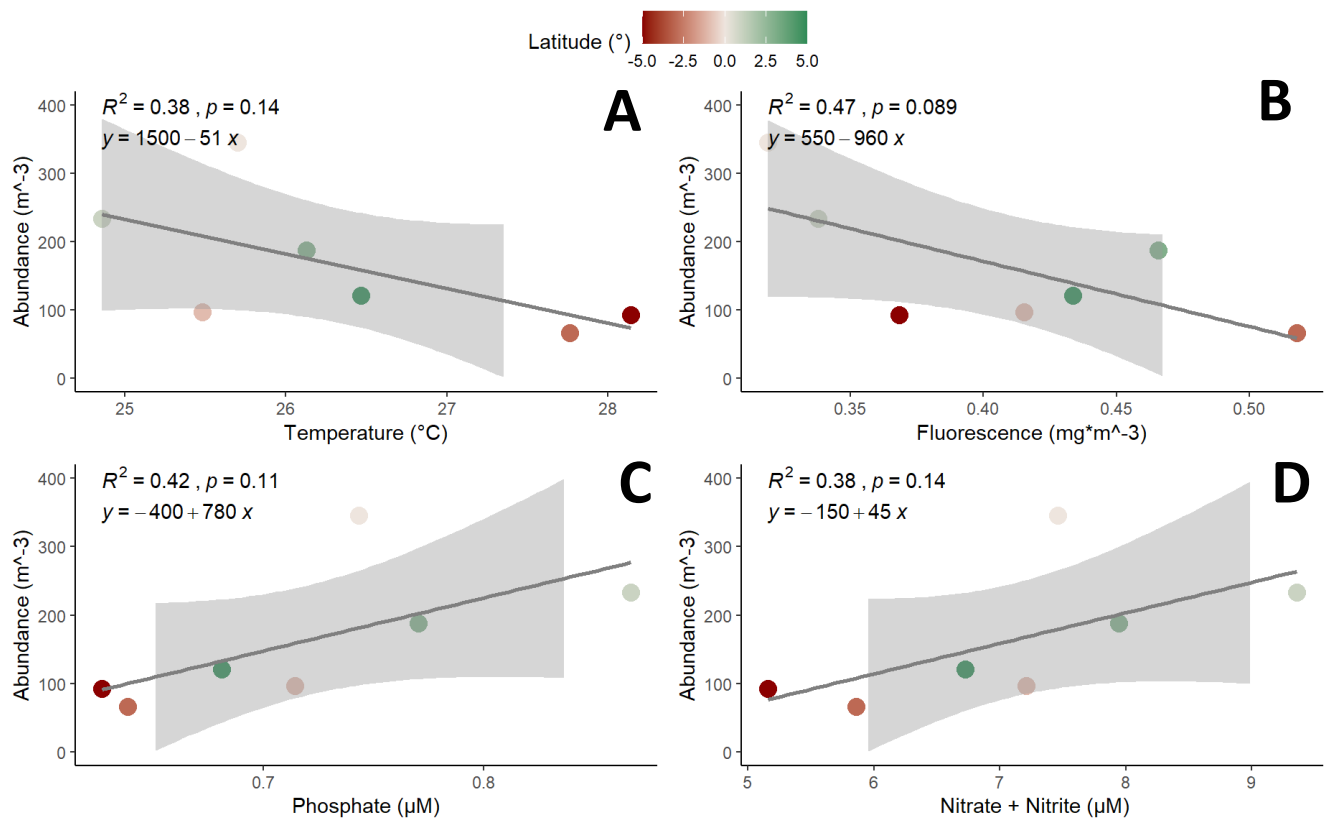 Latitude (°)
-5.0 -2.5 0.0 2.5 5.0
A
R² = 0.38 , p = 0.14
y = 1500 − 51 x
400
300
200
100
0
Abundance (m^-3)
25 26 27 28
Temperature (°C)
B
R² = 0.47 , p = 0.089
y = 550 − 960 x
400
300
200
100
0
Abundance (m^-3)
0.35 0.40 0.45 0.50
Fluorescence (mg*m^-3)
C
R² = 0.42 , p = 0.11
y = −400 + 780 x
400
300
200
100
0
Abundance (m^-3)
0.7 0.8
Phosphate (µM)
D
R² = 0.38 , p = 0.14
y = −150 + 45 x
400
300
200
100
0
Abundance (m^-3)
5 6 7 8 9
Nitrate + Nitrite (µM)